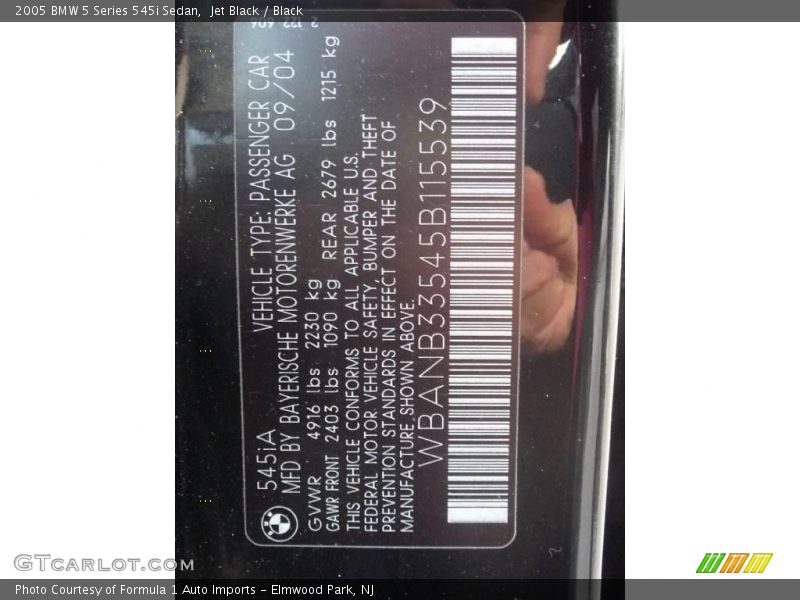 2005 BMW 5 Series 545i Sedan,  Jet Black / Black
2 122 606
545iA VEHICLE TYPE: PASSENGER CAR
MFD BY BAYERISCHE MOTORENWERKE AG 09/04
GVWR 4916 lbs 2230 kg
GAWR FRONT 2403 lbs 1090 kg REAR 2679 lbs 1215 kg
THIS VEHICLE CONFORMS TO ALL APPLICABLE U.S.
FEDERAL MOTOR VEHICLE SAFETY, BUMPER AND THEFT
PREVENTION STANDARDS IN EFFECT ON THE DATE OF
MANUFACTURE SHOWN ABOVE.
WBANB33545B115539
GTCarLot.com
Photo Courtesy of Formula 1 Auto Imports - Elmwood Park, NJ